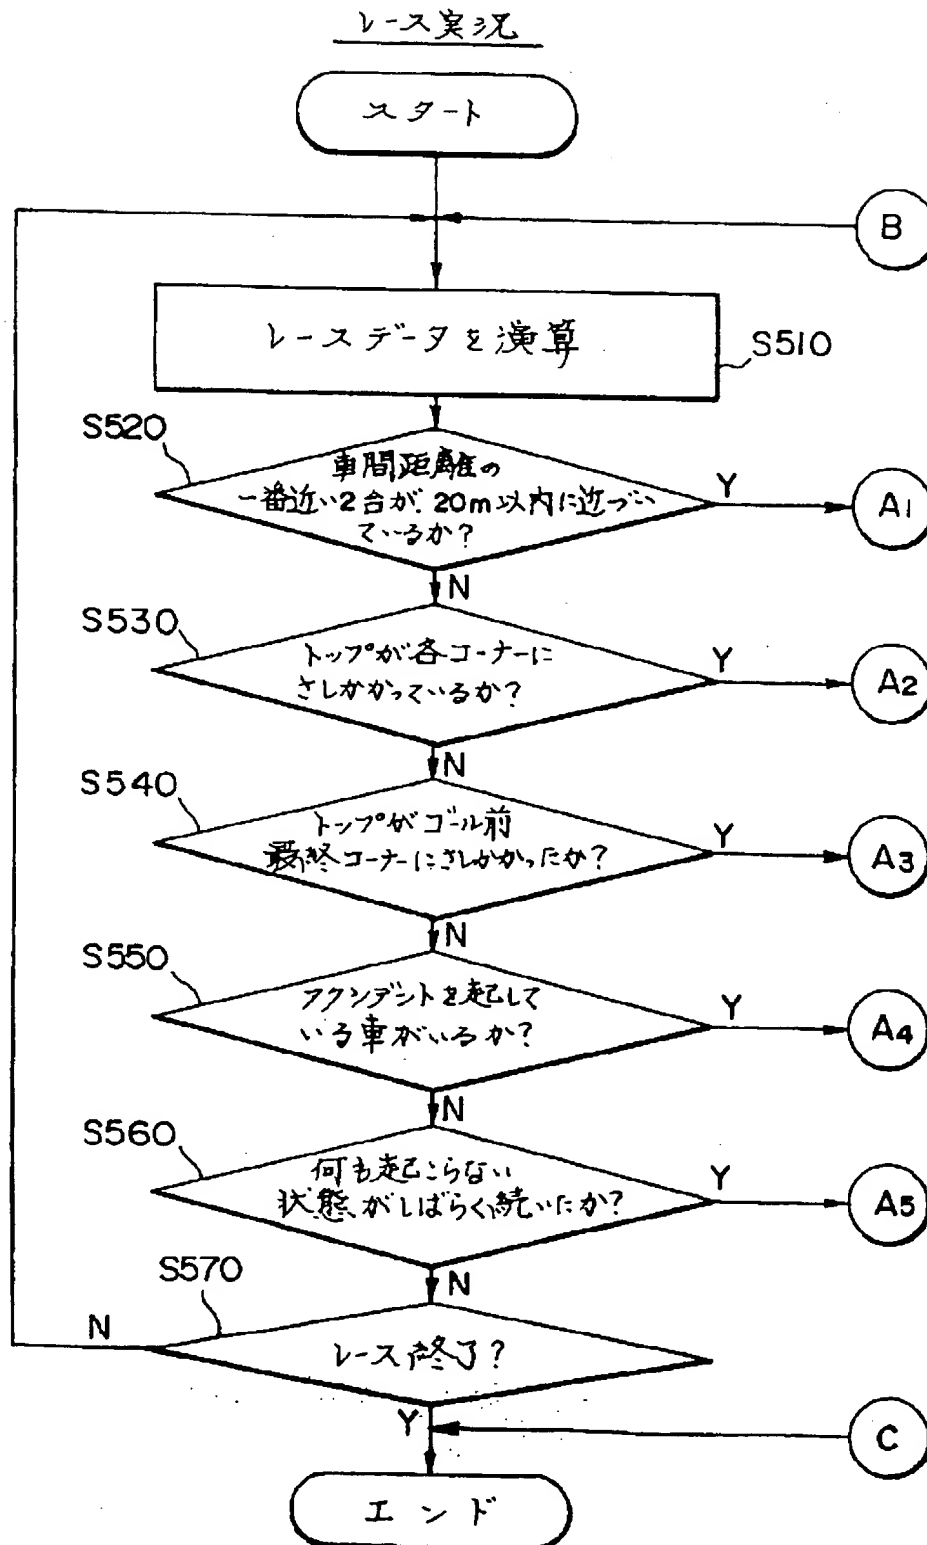 レース実況
スタート
B
レースデータを演算
S510
S520
車間距離の
一番近い2台が、20m以内に近づい
ているか?
Y
A1
N
S530
トップが各コーナーに
さしかかっているか?
Y
A2
N
S540
トップがゴール前
最終コーナーにさしかかったか?
Y
A3
N
S550
アクシデントを起して
いる車がいるか?
Y
A4
N
S560
何も起こらない
状態がしばらく続いたか?
Y
A5
N
S570
レース終了?
N
Y
C
エンド